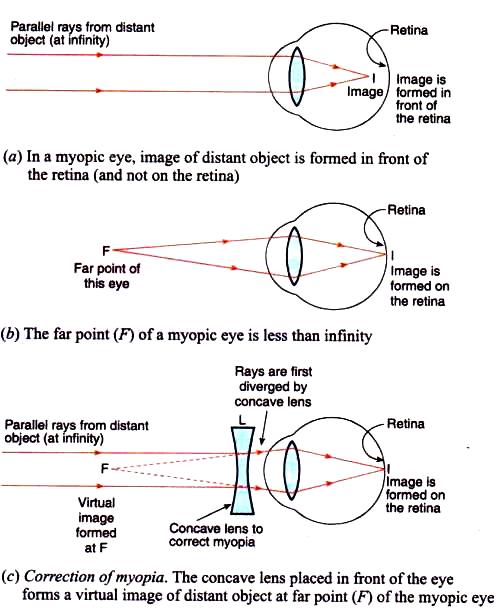 Parallel rays from distant
object (at infinity)
Retina
I
Image
Image is
formed in
front of
the retina
(a) In a myopic eye, image of distant object is formed in front of
the retina (and not on the retina)
Retina
F
Far point of
this eye
I
Image is
formed on
the retina
(b) The far point (F) of a myopic eye is less than infinity
Rays are first
diverged by
concave lens
L
Parallel rays from distant
object (at infinity)
Retina
F
I
Image is
formed on
the retina
Virtual
image
formed
at F
Concave lens to
correct myopia
(c) Correction of myopia. The concave lens placed in front of the eye
forms a virtual image of distant object at far point (F) of the myopic eye